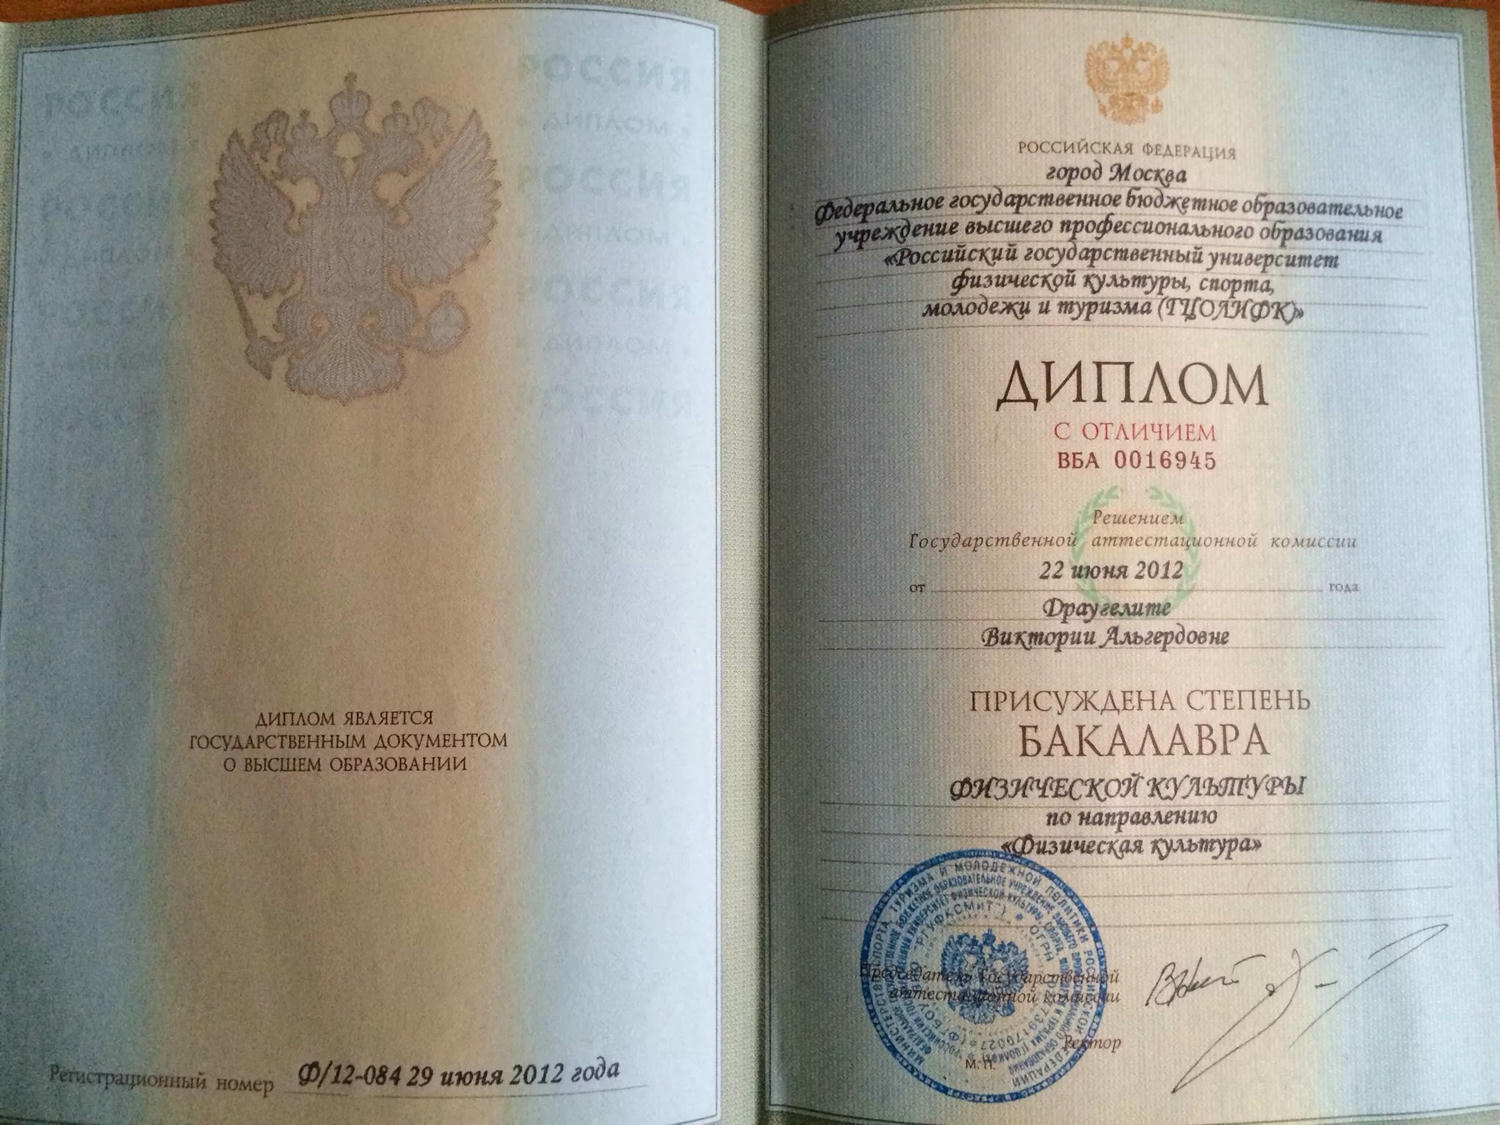 РОССИЯ
РОССИЯ
• ДИПЛОМ •
РОССИЯ
ДИПЛОМ
РОССИЯ
• ДИПЛОМ •
РОССИЯ
ДИПЛОМ ЯВЛЯЕТСЯ
ГОСУДАРСТВЕННЫМ ДОКУМЕНТОМ
О ВЫСШЕМ ОБРАЗОВАНИИ
Регистрационный номер Ф/12-084 29 июня 2012 года
РОССИЙСКАЯ ФЕДЕРАЦИЯ
город Москва
Федеральное государственное бюджетное образовательное
учреждение высшего профессионального образования
«Российский государственный университет
физической культуры, спорта,
молодежи и туризма (ГЦОЛИФК)»
ДИПЛОМ
С ОТЛИЧИЕМ
ВБА 0016945
Решением
Государственной аттестационной комиссии
22 июня 2012
от года
Драугелите
Виктории Альгердовне
ПРИСУЖДЕНА СТЕПЕНЬ
БАКАЛАВРА
ФИЗИЧЕСКОЙ КУЛЬТУРЫ
по направлению
«Физическая культура»
Председатель Государственной
аттестационной комиссии
Ректор
М. П.